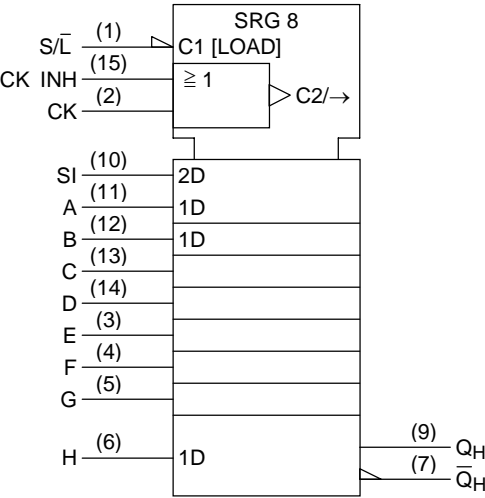 SRG 8
S/L̅ (1) C1 [LOAD]
CK INH (15) ≧ 1
CK (2) C2/→
SI (10) 2D
A (11) 1D
B (12) 1D
C (13)
D (14)
E (3)
F (4)
G (5)
H (6) 1D
(9) Q_H
(7) Q̅_H